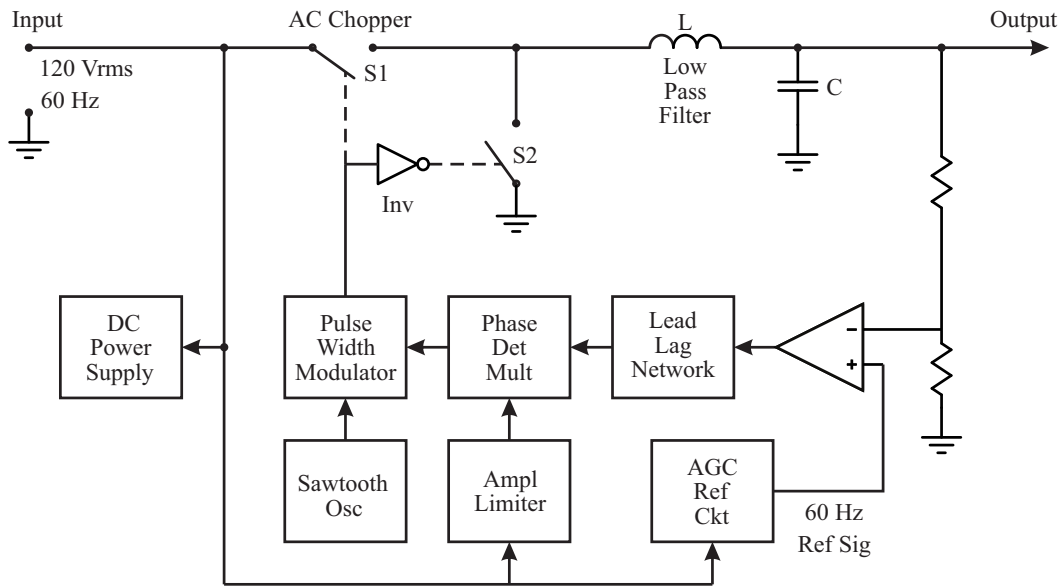 Input
AC Chopper
Output
120 Vrms
60 Hz
S1
L
Low
Pass
Filter
C
S2
Inv
DC
Power
Supply
Pulse
Width
Modulator
Phase
Det
Mult
Lead
Lag
Network
-
+
Sawtooth
Osc
Ampl
Limiter
AGC
Ref
Ckt
60 Hz
Ref Sig